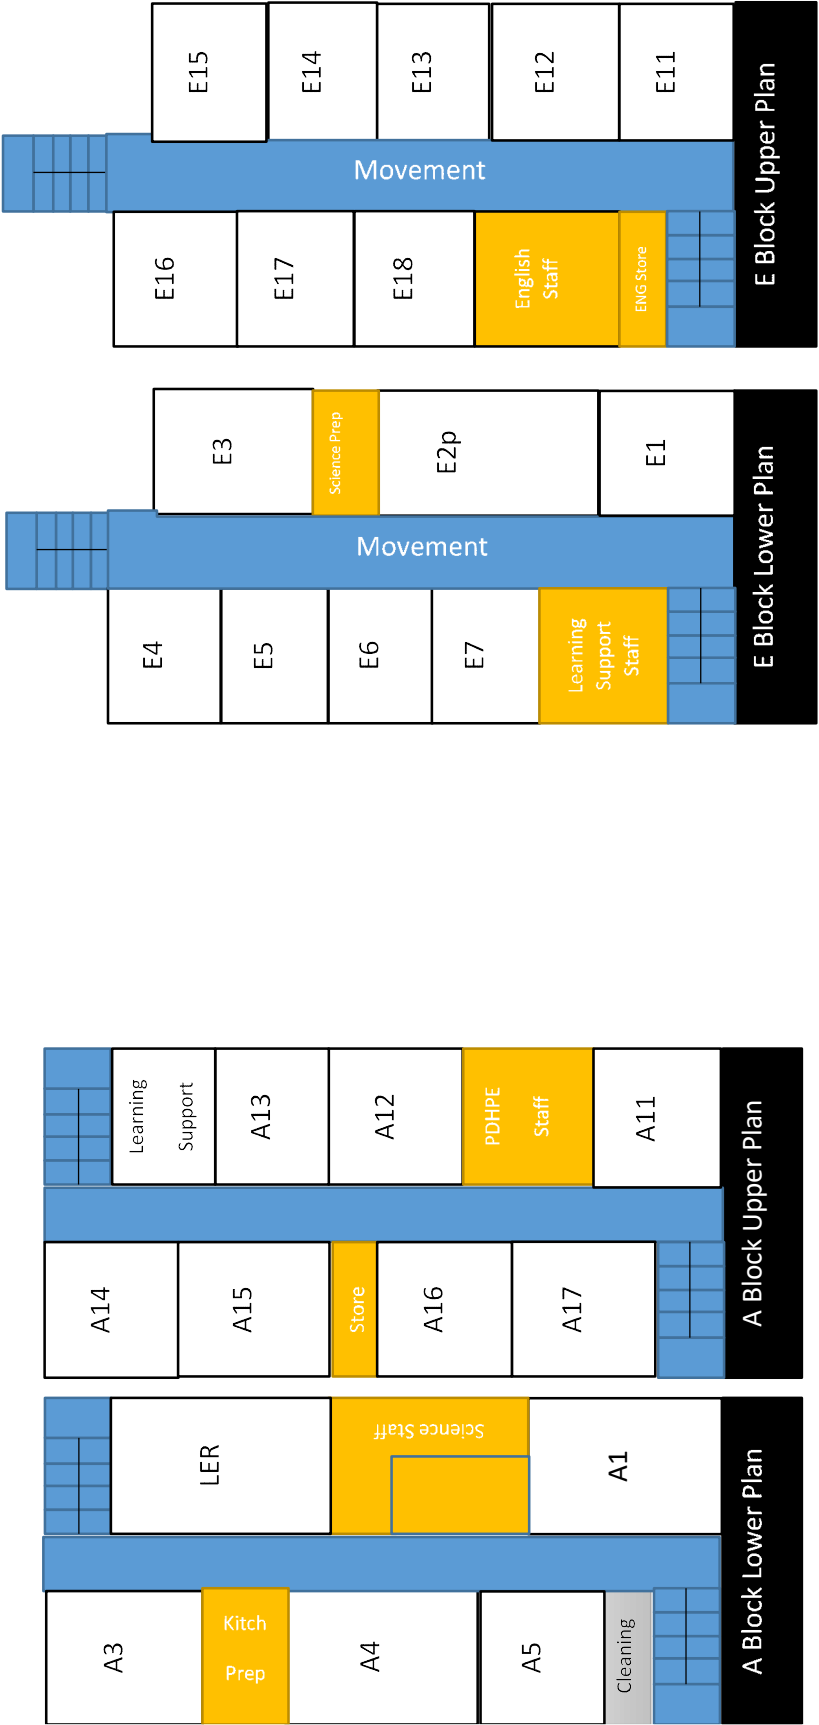 E15
E14
E13
E12
E11
Movement
E16
E17
E18
English
Staff
ENG Store
E Block Upper Plan
E3
Science Prep
E2p
E1
Movement
E4
E5
E6
E7
Learning
Support
Staff
E Block Lower Plan
Learning
Support
A13
A12
PDHPE
Staff
A11
A14
A15
Store
A16
A17
A Block Upper Plan
LER
Science Staff
A1
A3
Kitch
Prep
A4
A5
Cleaning
A Block Lower Plan